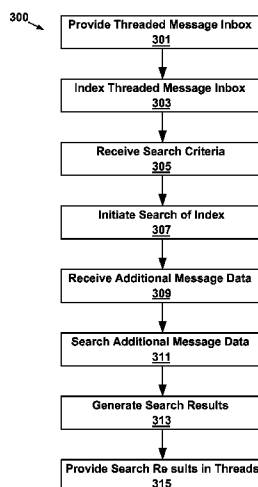 300
Provide Threaded Message Inbox
301
Index Threaded Message Inbox
303
Receive Search Criteria
305
Initiate Search of Index
307
Receive Additional Message Data
309
Search Additional Message Data
311
Generate Search Results
313
Provide Search Results in Threads
315